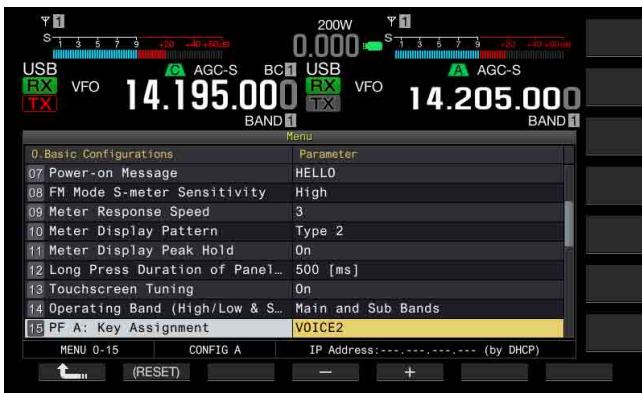 1 200W 1
S 1 3 5 7 9 +20 +40 +60dB 0.000 S 1 3 5 7 9 +20 +40 +60dB
USB C AGC-S BC1 USB A AGC-S
RX VFO 14.195.000 RX VFO 14.205.000
TX TX
BAND 1 BAND 1
Menu
0.Basic Configurations Parameter
07 Power-on Message HELLO
08 FM Mode S-meter Sensitivity High
09 Meter Response Speed 3
10 Meter Display Pattern Type 2
11 Meter Display Peak Hold On
12 Long Press Duration of Panel… 500 [ms]
13 Touchscreen Tuning On
14 Operating Band (High/Low & S… Main and Sub Bands
15 PF A: Key Assignment VOICE2
MENU 0-15 CONFIG A IP Address:---.---.---.--- (by DHCP)
(RESET) － +